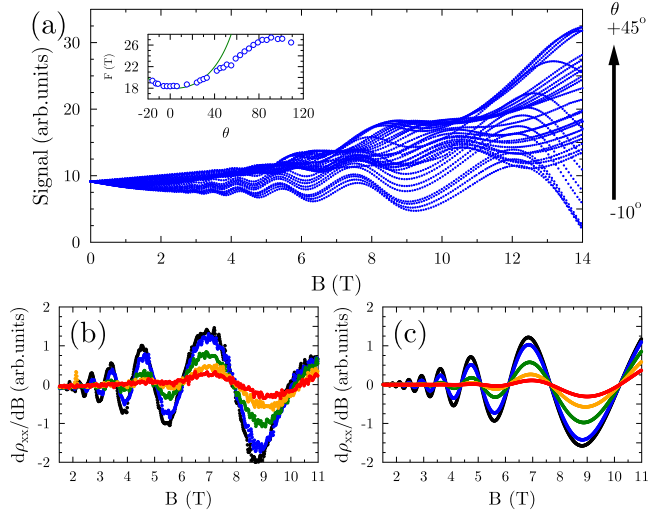 (a)
Signal (arb.units)
35
30
20
10
0
F (T)
26
22
18
-20 0 40 80 120
θ
0 2 4 6 8 10 12 14
B (T)
θ
+45°
-10°
(b)
dρxx/dB (arb.units)
2
1
0
-1
-2
2 3 4 5 6 7 8 9 10 11
B (T)
(c)
dρxx/dB (arb.units)
2
1
0
-1
-2
2 3 4 5 6 7 8 9 10 11
B (T)